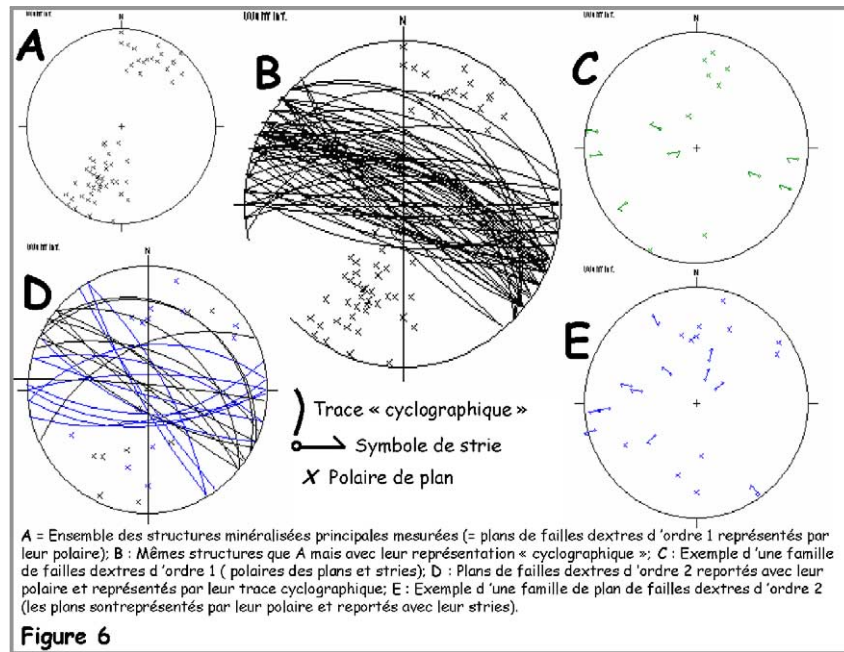 N
A
N
B
N
C
N
D
N
E
Trace « cyclographique »
Symbole de strie
X Polaire de plan
A = Ensemble des structures minéralisées principales mesurées (= plans de failles dextres d'ordre 1 représentés par
leur polaire); B : Mêmes structures que A mais avec leur représentation « cyclographique »; C : Exemple d'une famille
de failles dextres d'ordre 1 ( polaires des plans et stries); D : Plans de failles dextres d'ordre 2 reportés avec leur
polaire et représentés par leur trace cyclographique; E : Exemple d'une famille de plan de failles dextres d'ordre 2
(les plans sontreprésentés par leur polaire et reportés avec leur stries).
Figure 6